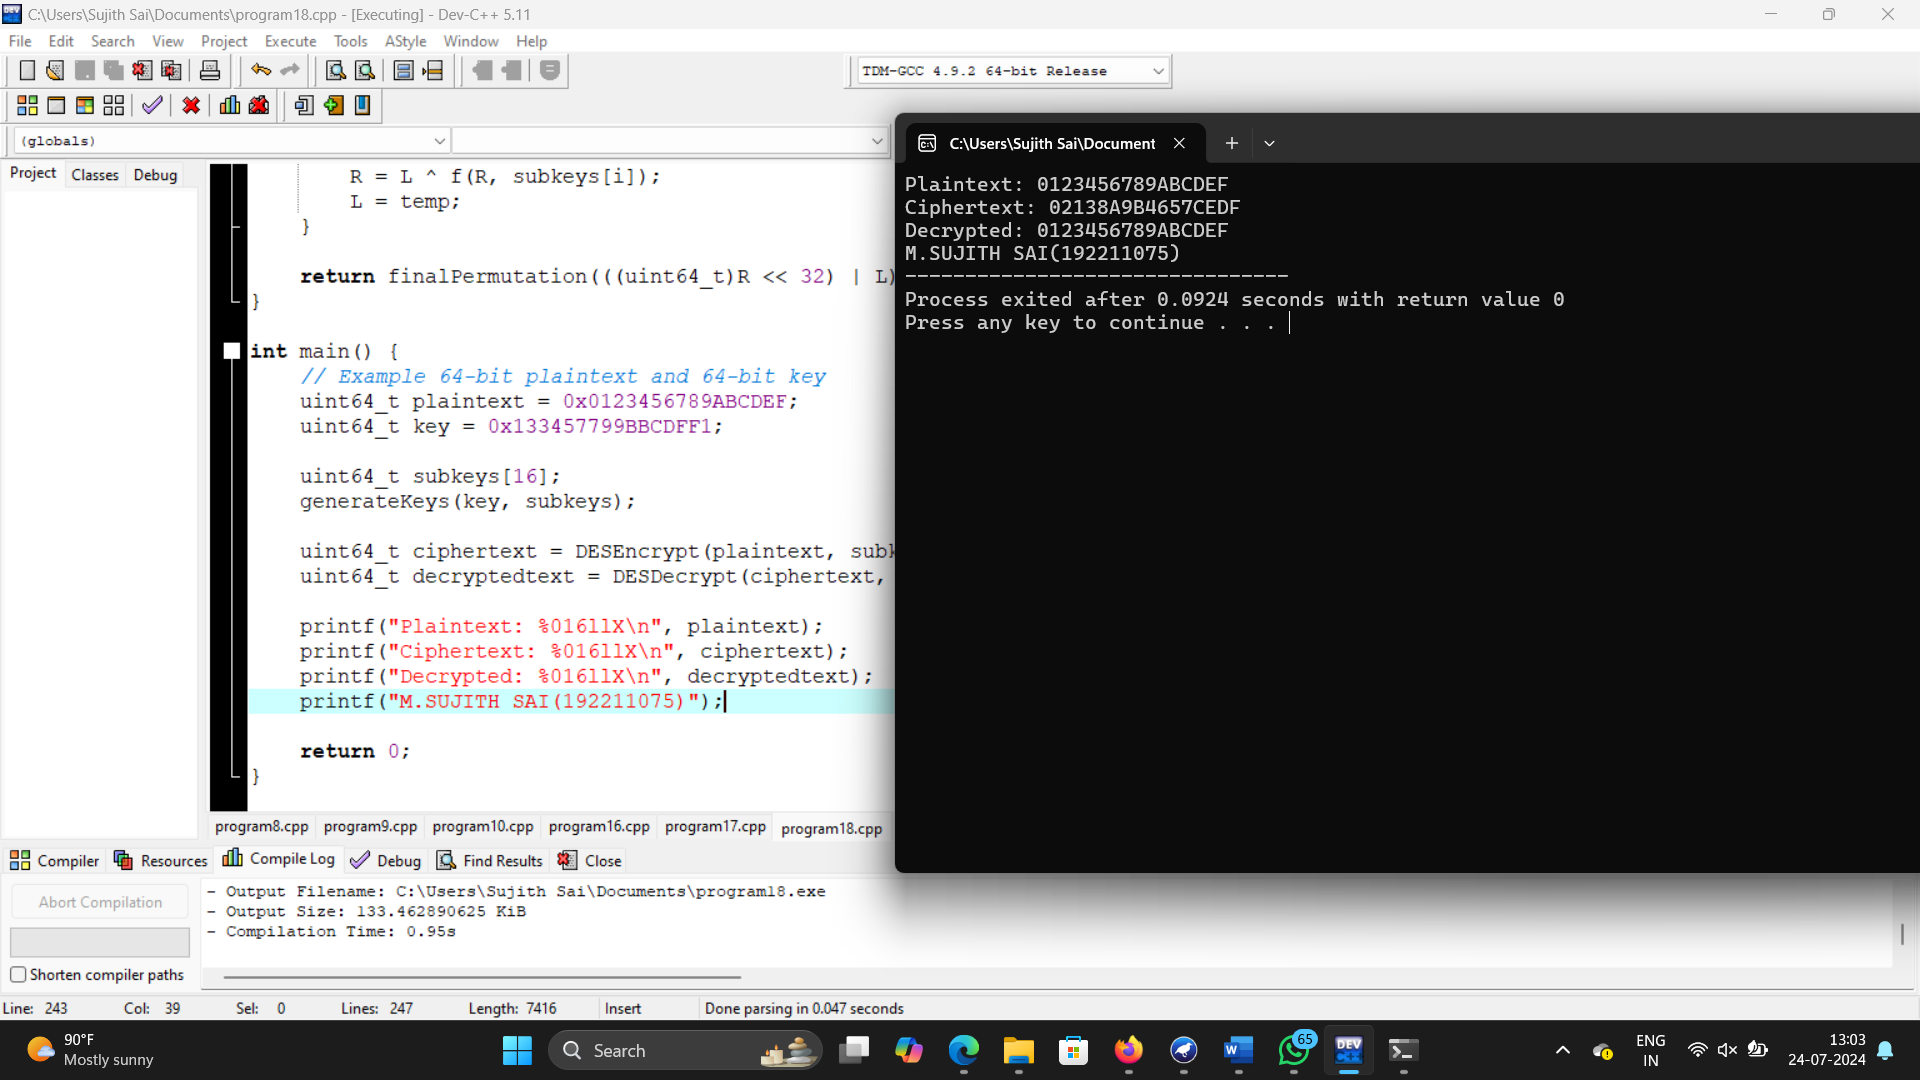 C:\Users\Sujith Sai\Documents\program18.cpp - [Executing] - Dev-C++ 5.11
File Edit Search View Project Execute Tools AStyle Window Help
TDM-GCC 4.9.2 64-bit Release
(globals)
Project Classes Debug
R = L ^ f(R, subkeys[i]);
L = temp;
}
return finalPermutation(((uint64_t)R << 32) | L)
}
int main() {
// Example 64-bit plaintext and 64-bit key
uint64_t plaintext = 0x0123456789ABCDEF;
uint64_t key = 0x133457799BBCDFF1;
uint64_t subkeys[16];
generateKeys(key, subkeys);
uint64_t ciphertext = DESEncrypt(plaintext, subk
uint64_t decryptedtext = DESDecrypt(ciphertext,
printf("Plaintext: %016llX\n", plaintext);
printf("Ciphertext: %016llX\n", ciphertext);
printf("Decrypted: %016llX\n", decryptedtext);
printf("M.SUJITH SAI(192211075)");
return 0;
}
program8.cpp program9.cpp program10.cpp program16.cpp program17.cpp program18.cpp
C:\Users\Sujith Sai\Document
Plaintext: 0123456789ABCDEF
Ciphertext: 02138A9B4657CEDF
Decrypted: 0123456789ABCDEF
M.SUJITH SAI(192211075)
--------------------------------
Process exited after 0.0924 seconds with return value 0
Press any key to continue . . .
Compiler Resources Compile Log Debug Find Results Close
Abort Compilation
Shorten compiler paths
- Output Filename: C:\Users\Sujith Sai\Documents\program18.exe
- Output Size: 133.462890625 KiB
- Compilation Time: 0.95s
Line: 243 Col: 39 Sel: 0 Lines: 247 Length: 7416 Insert Done parsing in 0.047 seconds
90°F
Mostly sunny
Search
65
DEV
C++
ENG
IN
13:03
24-07-2024